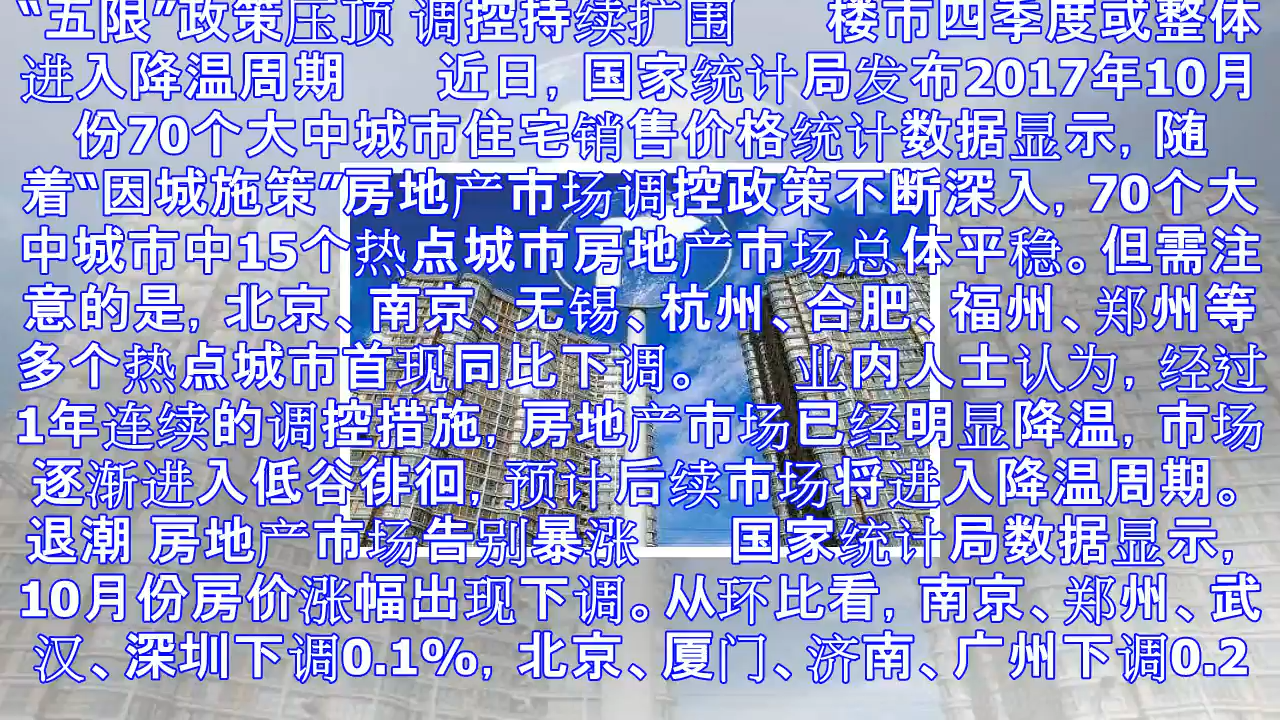 “五限”政策压顶 调控持续扩围　　楼市四季度或整体
进入降温周期　　近日, 国家统计局发布2017年10月
份70个大中城市住宅销售价格统计数据显示, 随
着“因城施策”房地产市场调控政策不断深入, 70个大
中城市中15个热点城市房地产市场总体平稳。但需注
意的是, 北京、南京、无锡、杭州、合肥、福州、郑州等
多个热点城市首现同比下调。　　业内人士认为, 经过
1年连续的调控措施, 房地产市场已经明显降温, 市场
逐渐进入低谷徘徊, 预计后续市场将进入降温周期。
退潮 房地产市场告别暴涨　　国家统计局数据显示,
10月份房价涨幅出现下调。从环比看, 南京、郑州、武
汉、深圳下调0.1%, 北京、厦门、济南、广州下调0.2